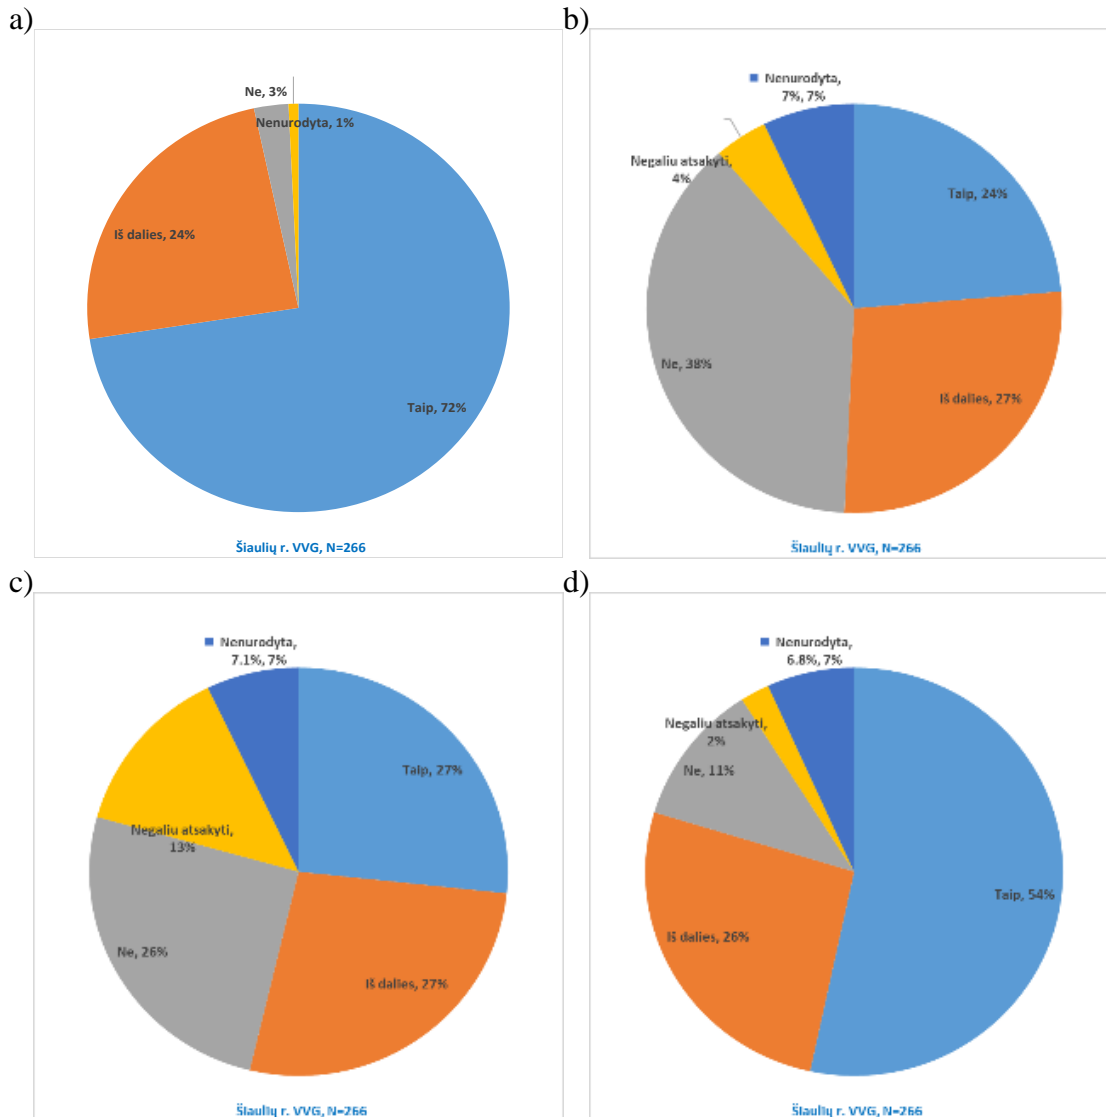 a)
Ne, 3%
Nenurodyta, 1%
Iš dalies, 24%
Taip, 72%
Šiaulių r. VVG, N=266
b)
Nenurodyta,
7%, 7%
Negaliu atsakyti,
4%
Taip, 24%
Ne, 38%
Iš dalies, 27%
Šiaulių r. VVG, N=266
c)
Nenurodyta,
7.1%, 7%
Taip, 27%
Negaliu atsakyti,
13%
Ne, 26%
Iš dalies, 27%
Šiaulių r. VVG, N=266
d)
Nenurodyta,
6.8%, 7%
Negaliu atsakyti,
2%
Ne, 11%
Taip, 54%
Iš dalies, 26%
Šiaulių r. VVG, N=266